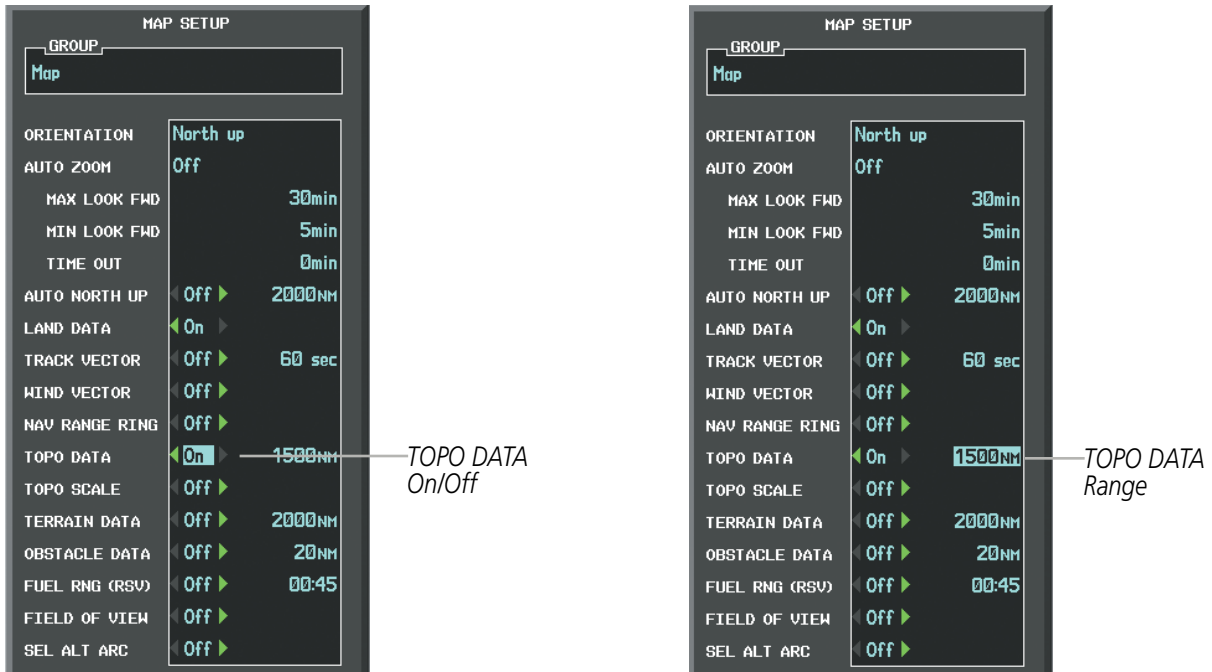 MAP SETUP
GROUP
Map
ORIENTATION North up
AUTO ZOOM Off
MAX LOOK FWD 30min
MIN LOOK FWD 5min
TIME OUT 0min
AUTO NORTH UP Off 2000NM
LAND DATA On
TRACK VECTOR Off 60 sec
WIND VECTOR Off
NAV RANGE RING Off
TOPO DATA On 1500NM
TOPO SCALE Off
TERRAIN DATA Off 2000NM
OBSTACLE DATA Off 20NM
FUEL RNG (RSV) Off 00:45
FIELD OF VIEW Off
SEL ALT ARC Off
TOPO DATA
On/Off
MAP SETUP
GROUP
Map
ORIENTATION North up
AUTO ZOOM Off
MAX LOOK FWD 30min
MIN LOOK FWD 5min
TIME OUT 0min
AUTO NORTH UP Off 2000NM
LAND DATA On
TRACK VECTOR Off 60 sec
WIND VECTOR Off
NAV RANGE RING Off
TOPO DATA On 1500NM
TOPO SCALE Off
TERRAIN DATA Off 2000NM
OBSTACLE DATA Off 20NM
FUEL RNG (RSV) Off 00:45
FIELD OF VIEW Off
SEL ALT ARC Off
TOPO DATA
Range